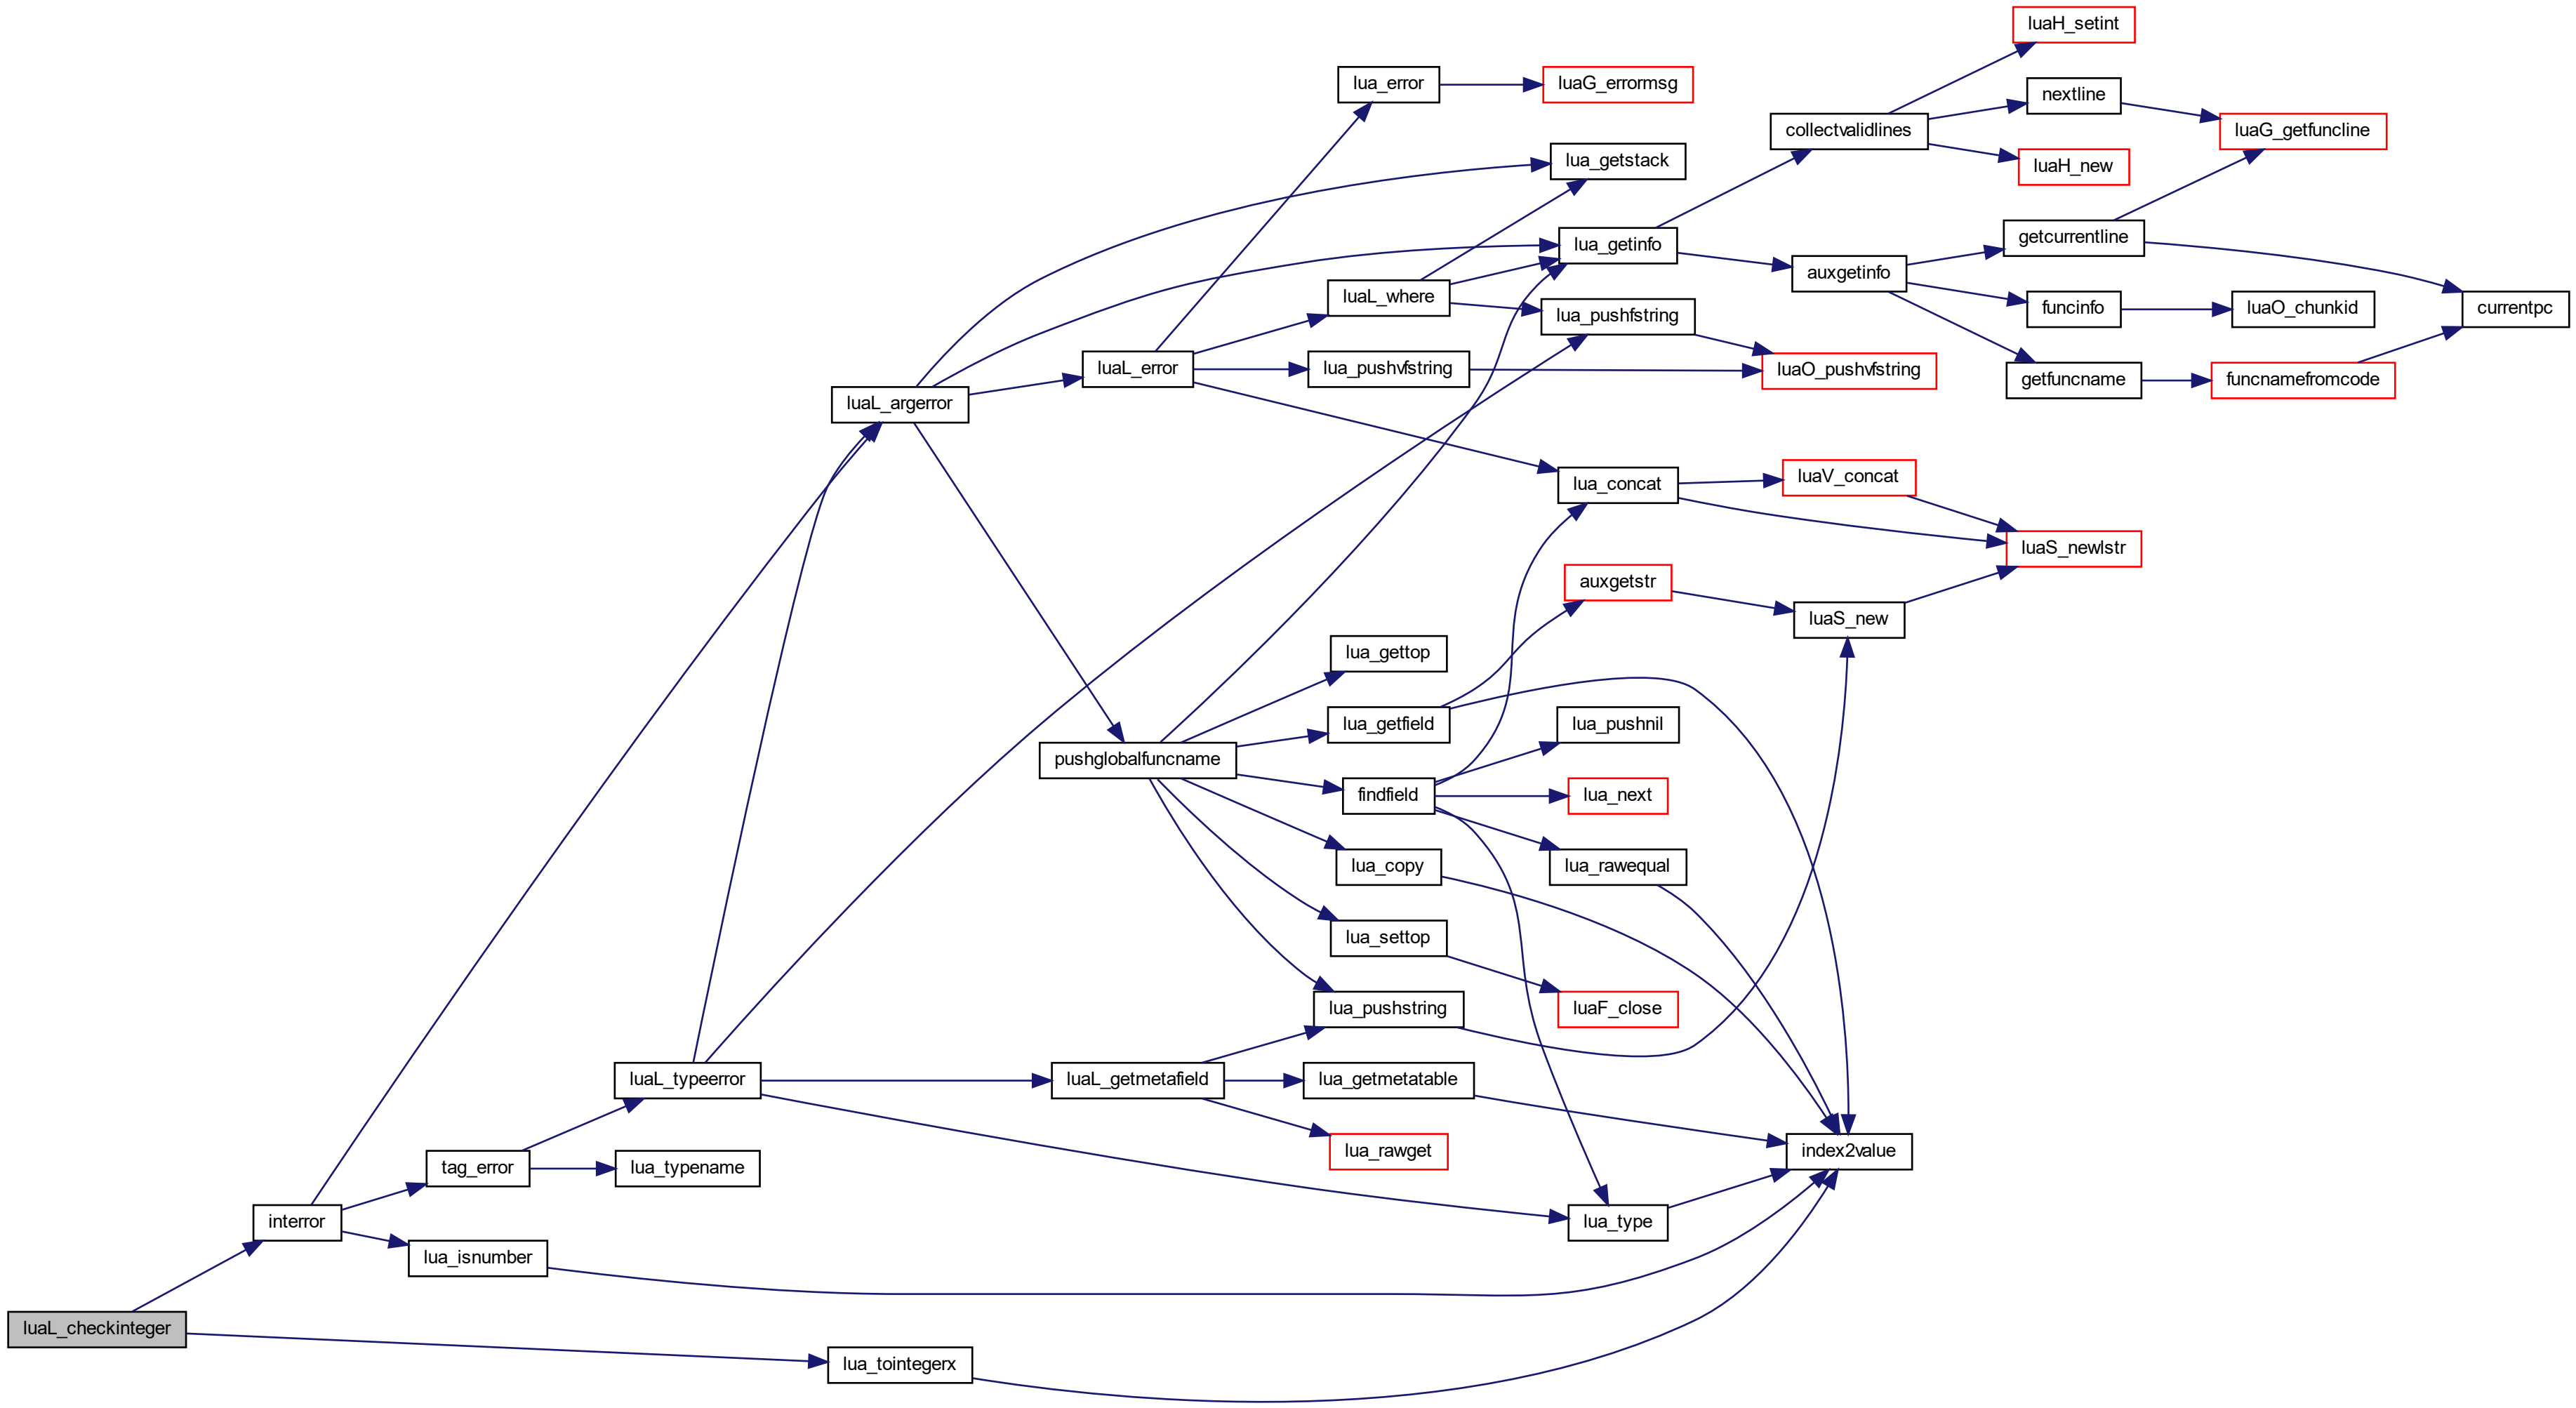 luaH_setint
lua_error
luaG_errormsg
nextline
collectvalidlines
luaG_getfuncline
lua_getstack
luaH_new
getcurrentline
lua_getinfo
auxgetinfo
luaL_where
funcinfo
luaO_chunkid
currentpc
lua_pushfstring
luaL_error
lua_pushvfstring
luaO_pushvfstring
getfuncname
funcnamefromcode
luaL_argerror
lua_concat
luaV_concat
luaS_newlstr
auxgetstr
luaS_new
lua_gettop
lua_getfield
lua_pushnil
pushglobalfuncname
findfield
lua_next
lua_copy
lua_rawequal
lua_settop
lua_pushstring
luaF_close
luaL_typeerror
luaL_getmetafield
lua_getmetatable
lua_rawget
index2value
tag_error
lua_typename
interror
lua_type
lua_isnumber
luaL_checkinteger
lua_tointegerx